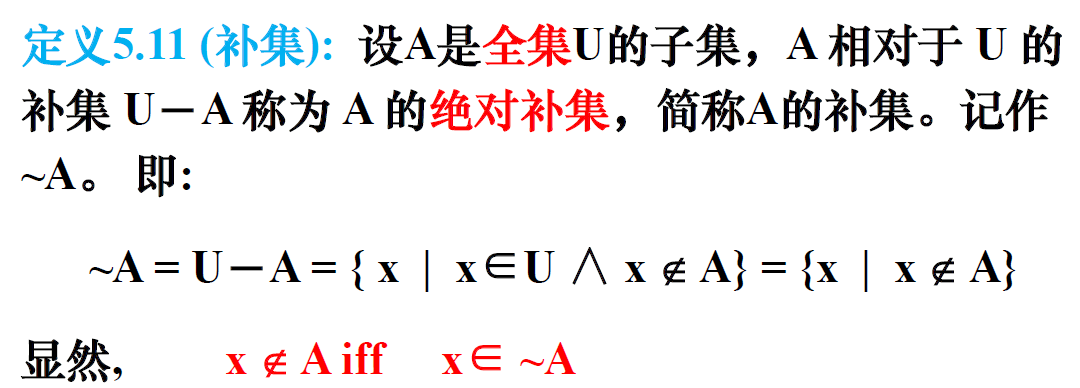 定义5.11 (补集): 设A是全集U的子集，A 相对于 U 的
补集 U－A 称为 A 的绝对补集，简称A的补集。记作
~A。 即:
~A = U－A = { x | x∈U ∧ x ∉ A} = {x | x ∉ A}
显然, x ∉ A iff x∈ ~A